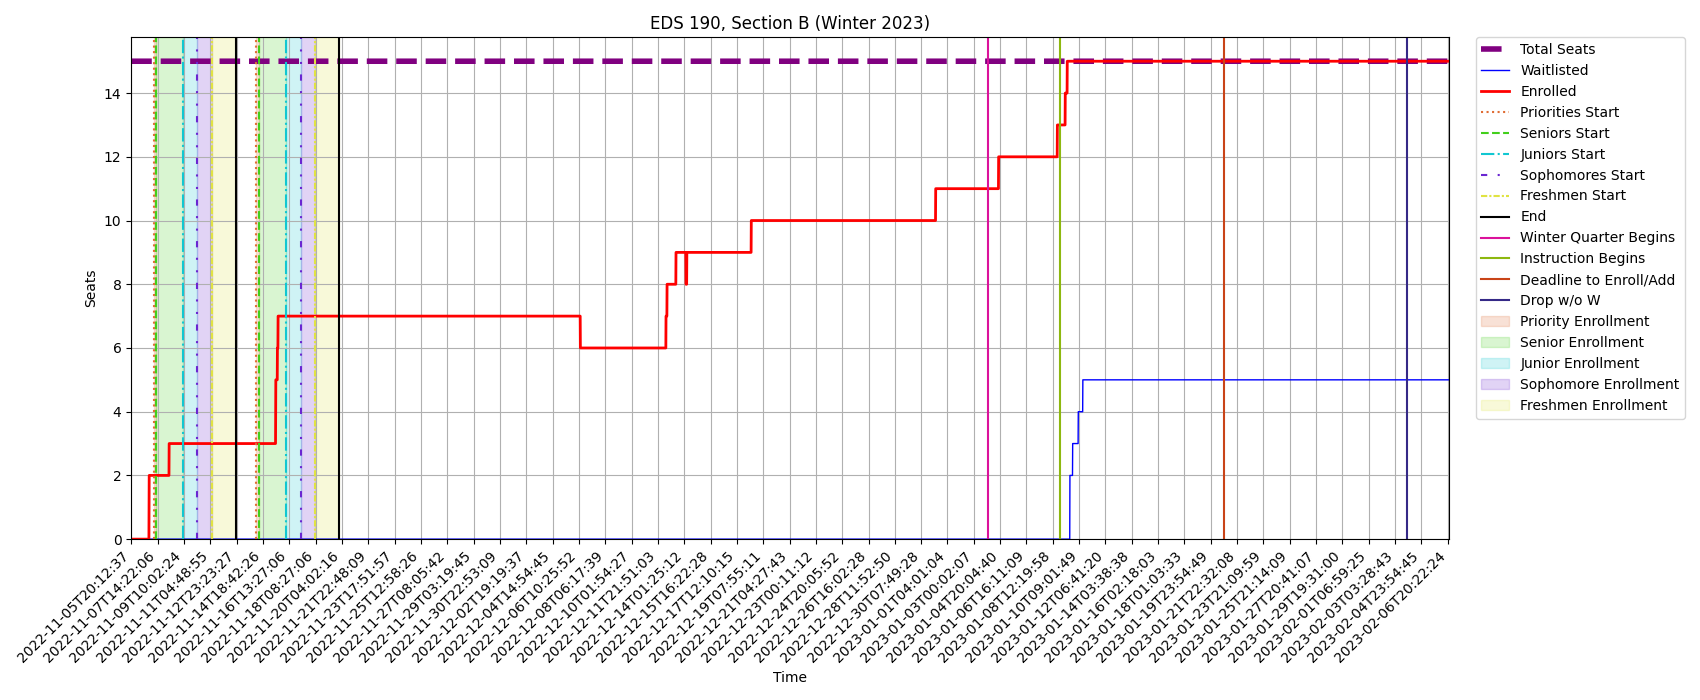 EDS 190, Section B (Winter 2023)
Seats
14
12
10
8
6
4
2
0
2022-11-05T20:12:37
2022-11-07T14:22:06
2022-11-09T10:02:24
2022-11-11T04:48:55
2022-11-12T23:23:27
2022-11-14T18:42:26
2022-11-16T13:27:06
2022-11-18T08:27:06
2022-11-20T04:02:16
2022-11-21T22:48:09
2022-11-23T17:51:57
2022-11-25T12:58:26
2022-11-27T08:05:42
2022-11-29T03:19:45
2022-11-30T22:53:09
2022-12-02T19:19:37
2022-12-04T14:54:45
2022-12-06T10:25:52
2022-12-08T06:17:39
2022-12-10T01:54:27
2022-12-11T21:51:03
2022-12-14T01:25:12
2022-12-15T16:22:28
2022-12-17T12:10:15
2022-12-19T07:55:11
2022-12-21T04:27:43
2022-12-23T00:11:12
2022-12-24T20:05:52
2022-12-26T16:02:28
2022-12-28T11:52:50
2022-12-30T07:49:28
2023-01-01T04:01:04
2023-01-03T00:02:07
2023-01-04T20:04:40
2023-01-06T16:11:09
2023-01-08T12:19:58
2023-01-10T09:01:49
2023-01-12T06:41:20
2023-01-14T03:38:38
2023-01-16T02:18:03
2023-01-18T01:03:33
2023-01-19T23:54:49
2023-01-21T22:32:08
2023-01-23T21:09:59
2023-01-25T21:14:09
2023-01-27T20:41:07
2023-01-29T19:31:00
2023-02-01T06:59:25
2023-02-03T03:28:43
2023-02-04T23:54:45
2023-02-06T20:22:24
Time
Total Seats
Waitlisted
Enrolled
Priorities Start
Seniors Start
Juniors Start
Sophomores Start
Freshmen Start
End
Winter Quarter Begins
Instruction Begins
Deadline to Enroll/Add
Drop w/o W
Priority Enrollment
Senior Enrollment
Junior Enrollment
Sophomore Enrollment
Freshmen Enrollment